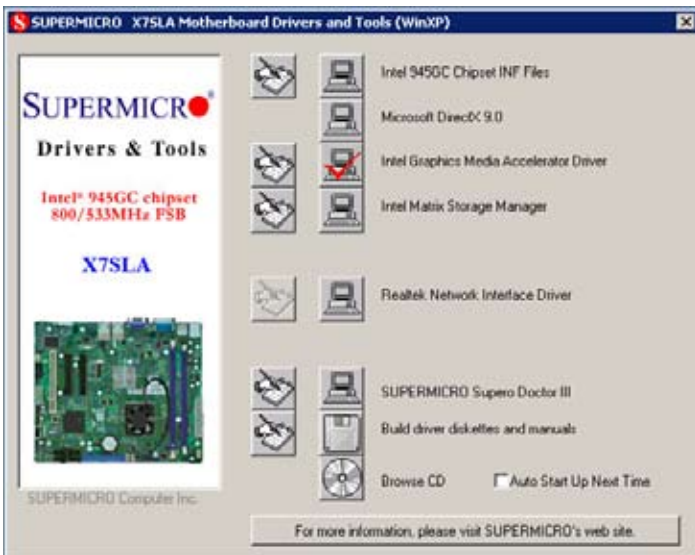 SUPERMICRO X7SLA Motherboard Drivers and Tools (WinXP)
SUPERMICRO
Drivers & Tools
Intel® 945GC chipset
800/533MHz FSB
X7SLA
SUPERMICRO Computer Inc.
Intel 945GC Chipset INF Files
Microsoft DirectX 9.0
Intel Graphics Media Accelerator Driver
Intel Matrix Storage Manager
Realtek Network Interface Driver
SUPERMICRO Supero Doctor III
Build driver diskettes and manuals
Browse CD
Auto Start Up Next Time
For more information, please visit SUPERMICRO's web site.